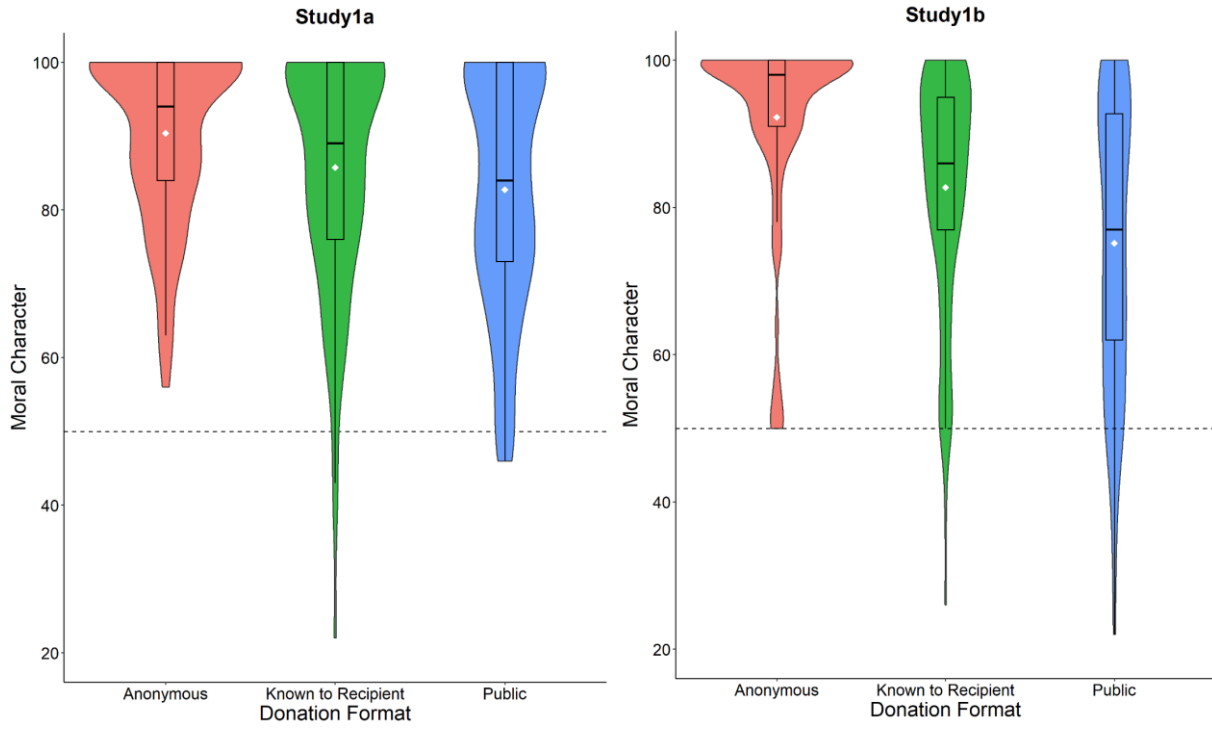 Study1a
Moral Character
100
80
60
40
20
Anonymous
Known to Recipient
Public
Donation Format
Study1b
Moral Character
100
80
60
40
20
Anonymous
Known to Recipient
Public
Donation Format